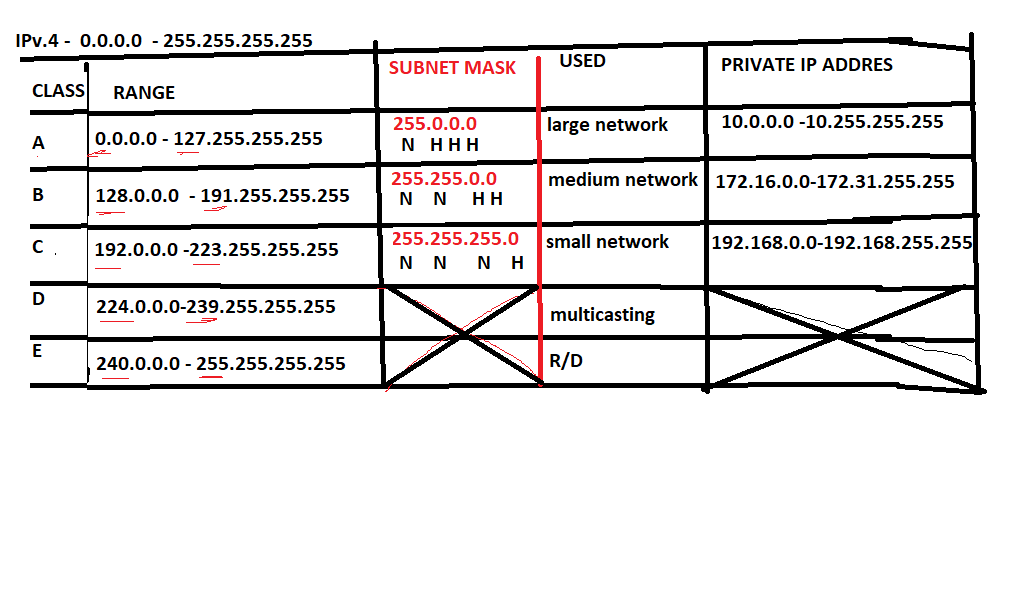 IPv.4 - 0.0.0.0 - 255.255.255.255
CLASS RANGE SUBNET MASK USED PRIVATE IP ADDRES
A 0.0.0.0 - 127.255.255.255 255.0.0.0 large network 10.0.0.0 -10.255.255.255
N H H H
B 128.0.0.0 - 191.255.255.255 255.255.0.0 medium network 172.16.0.0-172.31.255.255
N N H H
C 192.0.0.0 -223.255.255.255 255.255.255.0 small network 192.168.0.0-192.168.255.255
N N N H
D 224.0.0.0-239.255.255.255 multicasting
E 240.0.0.0 - 255.255.255.255 R/D